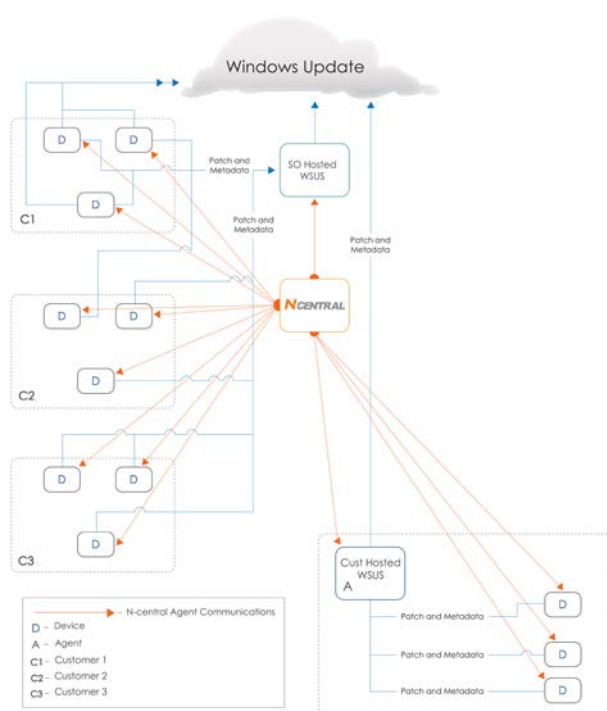 Windows Update
D
D
D
C1
Patch and
Metadata
SO Hosted
WSUS
Patch and
Metadata
Patch and
Metadata
D
D
D
C2
NCENTRAL
D
D
D
C3
Cust Hosted
WSUS
A
Patch and Metadata
D
Patch and Metadata
D
Patch and Metadata
D
- N-central Agent Communications
D - Device
A - Agent
C1 - Customer 1
C2 - Customer 2
C3 - Customer 3